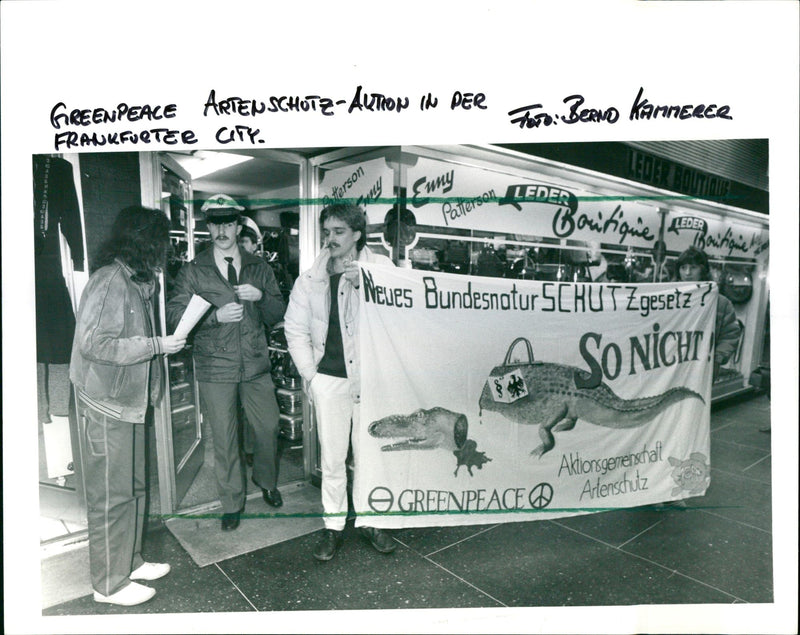 GREENPEACE ARTENSCHUTZ-AKTION IN DER
FRANKFURTER CITY.
FOTO: BERND KAMMERER
LEDER BOUTIQUE
Patterson
Enny
Enny
Patterson
LEDER
Boutique
LEDER
Boutique
Neues BundesnaturSCHUTZgesetz?
SO NICHT!
GREENPEACE
Aktionsgemeinschaft
Artenschutz